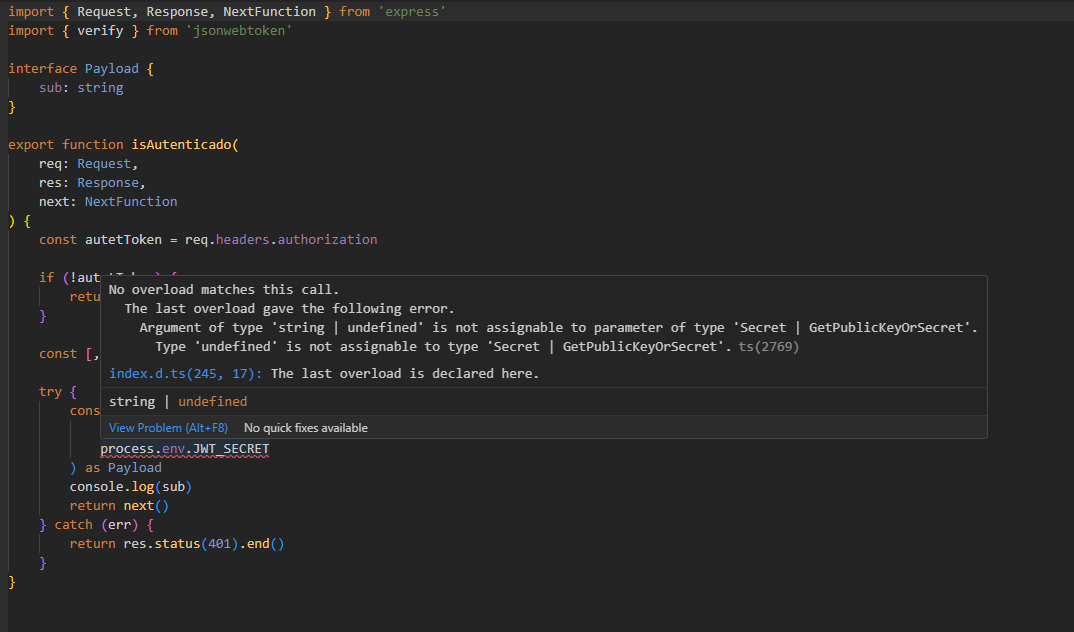 import { Request, Response, NextFunction } from 'express'
import { verify } from 'jsonwebtoken'
interface Payload {
sub: string
}
export function isAutenticado(
req: Request,
res: Response,
next: NextFunction
) {
const autetToken = req.headers.authorization
if (!aut
retu
}
const [,
try {
cons
No overload matches this call.
The last overload gave the following error.
Argument of type 'string | undefined' is not assignable to parameter of type 'Secret | GetPublicKeyOrSecret'.
Type 'undefined' is not assignable to type 'Secret | GetPublicKeyOrSecret'. ts(2769)
index.d.ts(245, 17): The last overload is declared here.
string | undefined
View Problem (Alt+F8) No quick fixes available
process.env.JWT_SECRET
) as Payload
console.log(sub)
return next()
} catch (err) {
return res.status(401).end()
}
}